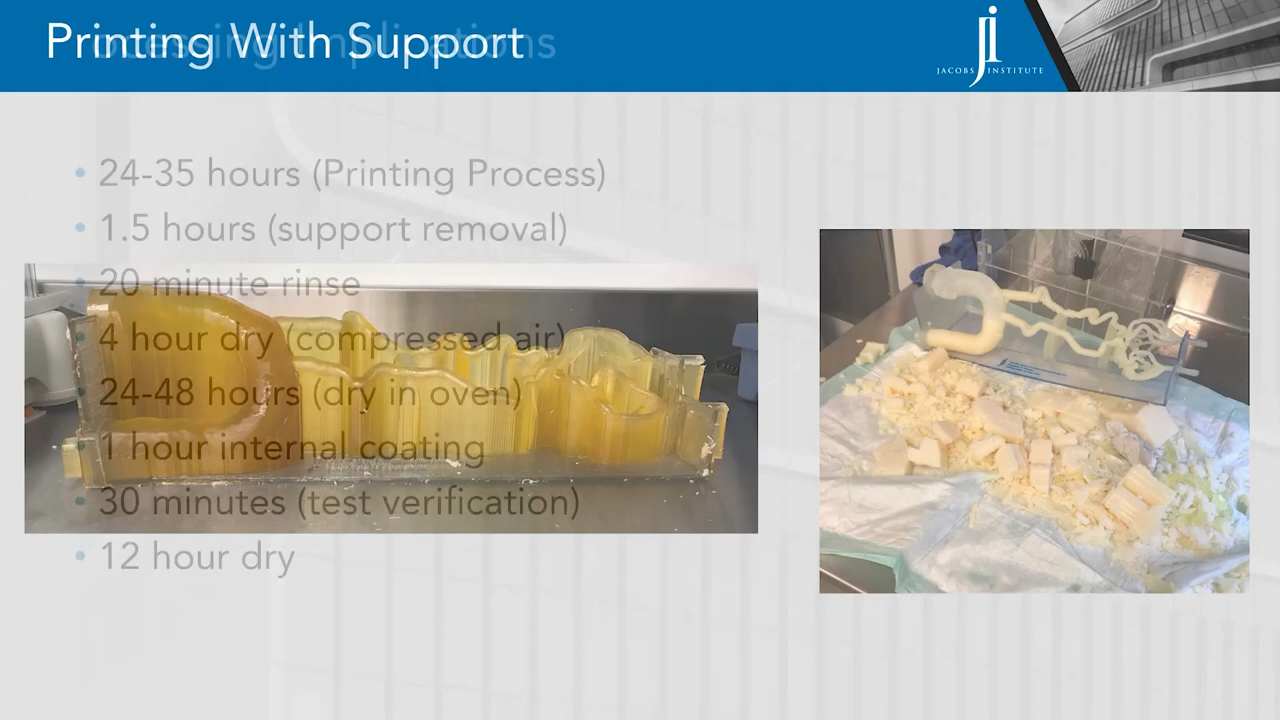 Printing With Support
Processing Implications
JACOBS INSTITUTE
• 24-35 hours (Printing Process)
• 1.5 hours (support removal)
• 20 minute rinse
• 4 hour dry (compressed air)
• 24-48 hours (dry in oven)
• 1 hour internal coating
• 30 minutes (test verification)
• 12 hour dry